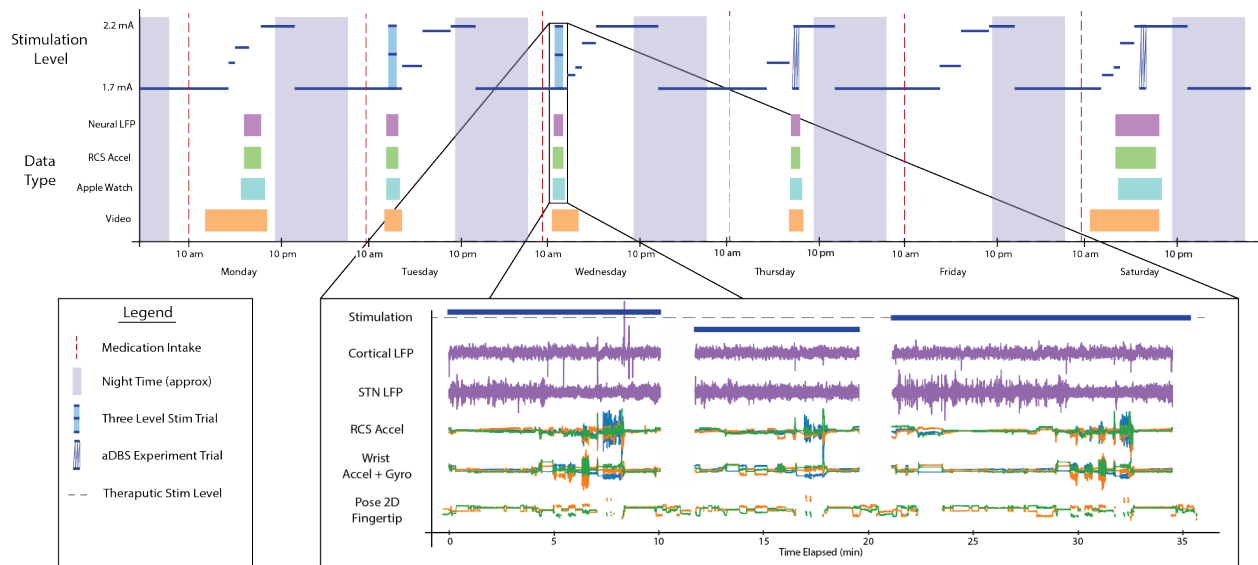 2.2 mA
Stimulation
Level
1.7 mA
Neural LFP
RCS Accel
Data
Type
Apple Watch
Video
10 am 10 pm 10 am 10 pm 10 am 10 pm 10 am 10 pm 10 am 10 pm 10 am 10 pm
Monday Tuesday Wednesday Thursday Friday Saturday
Legend
Medication Intake
Night Time (approx)
Three Level Stim Trial
aDBS Experiment Trial
Theraputic Stim Level
Stimulation
Cortical LFP
STN LFP
RCS Accel
Wrist
Accel + Gyro
Pose 2D
Fingertip
0 5 10 15 20 25 30 35
Time Elapsed (min)